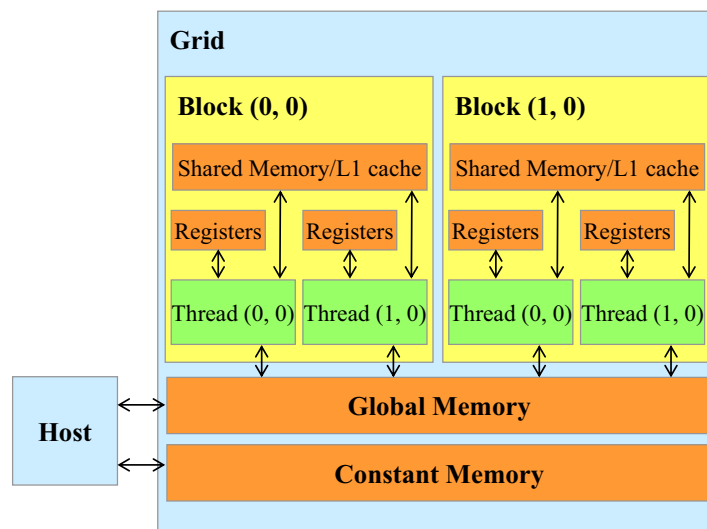 Grid
Block (0, 0)
Block (1, 0)
Shared Memory/L1 cache
Shared Memory/L1 cache
Registers
Registers
Registers
Registers
Thread (0, 0)
Thread (1, 0)
Thread (0, 0)
Thread (1, 0)
Host
Global Memory
Constant Memory